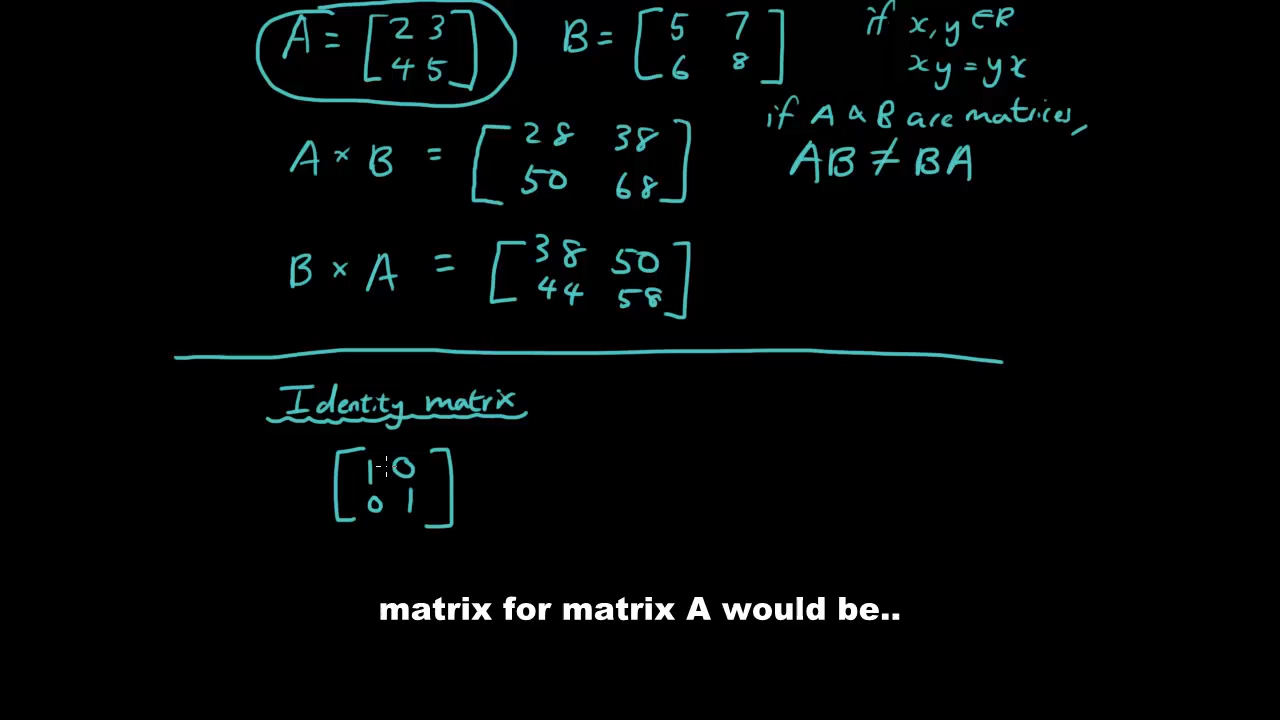 A = [2 3
4 5]
B = [5 7
6 8]
if x, y ∈ R
xy = yx
if A & B are matrices,
AB ≠ BA
A × B = [28 38
50 68]
B × A = [38 50
44 58]
Identity matrix
[1 0
0 1]
matrix for matrix A would be..